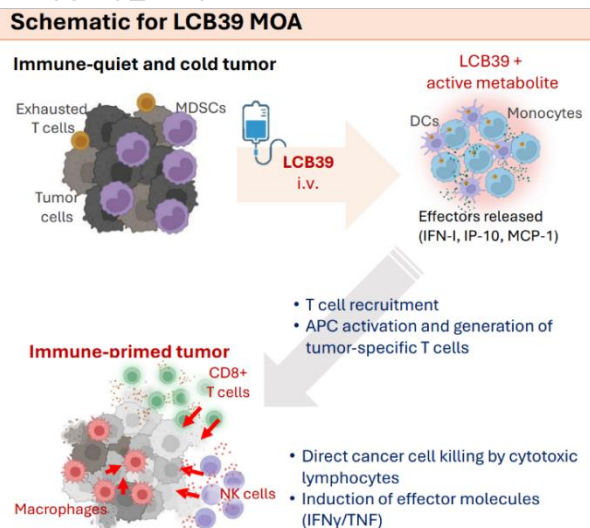 Schematic for LCB39 MOA
Immune-quiet and cold tumor
Exhausted
T cells
MDSCs
Tumor
cells
LCB39
i.v.
LCB39 +
active metabolite
DCs
Monocytes
Effectors released
(IFN-I, IP-10, MCP-1)
• T cell recruitment
• APC activation and generation of
tumor-specific T cells
Immune-primed tumor
CD8+
T cells
Macrophages
NK cells
• Direct cancer cell killing by cytotoxic
lymphocytes
• Induction of effector molecules
(IFNγ/TNF)